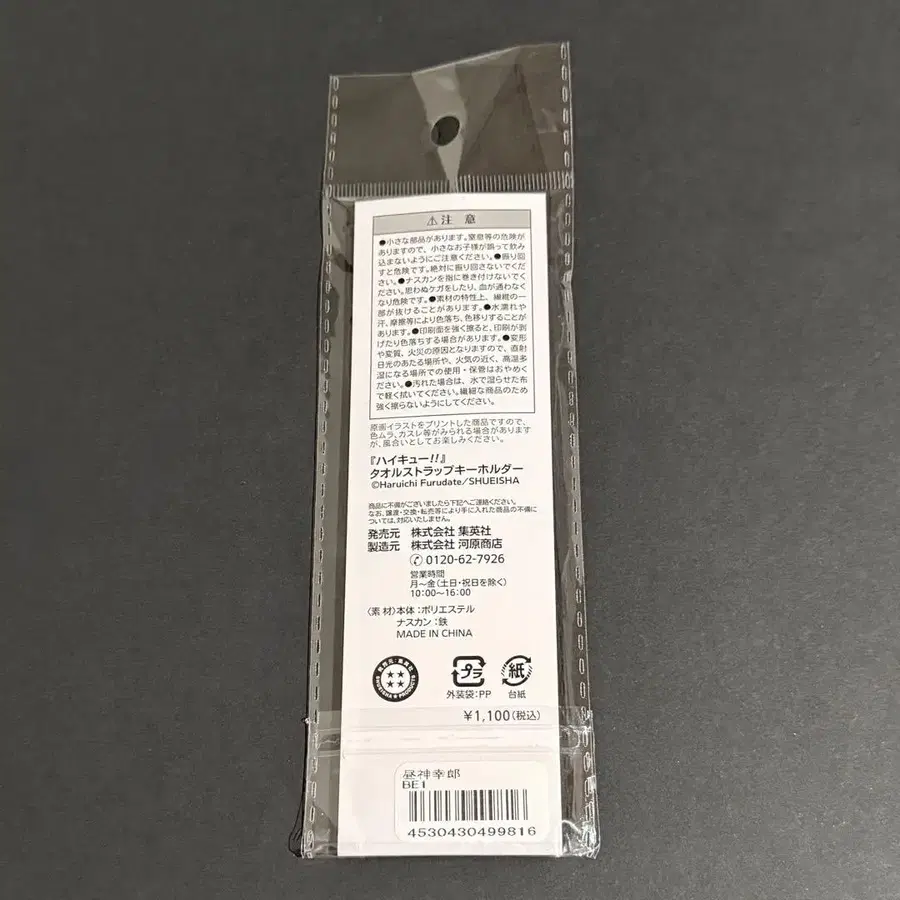 ⚠注 意
●小さな部品があります。窒息等の危険が
ありますので、小さなお子様が誤って飲み
込まないようにご注意ください。●振り回
すと危険です。絶対に振り回さないでくだ
さい。●ナスカンを指に巻き付けないでく
ださい。思わぬケガをしたり、血が通わなく
なり危険です。●素材の特性上、繊維の一
部が抜けることがあります。●水濡れや
汗、摩擦等により色落ち、色移りすることが
あります。●印刷面を強く擦ると、印刷が剥
げたり色落ちする場合があります。●変形
や変質、火災の原因となりますので、直射
日光のあたる場所や、火気の近く、高温多
湿になる場所での使用・保管はおやめく
ださい。●汚れた場合は、水で湿らせた布
で軽く拭いてください。繊細な商品のため
強く擦らないようにしてください。
原画イラストをプリントした商品ですので、
色ムラ、カスレ等がみられる場合があります
が、風合いとしてお楽しみください。
『ハイキュー!!』
タオルストラップキーホルダー
©Haruichi Furudate/SHUEISHA
商品に不備がございましたら下記へご連絡ください。
なお、譲渡・交換・転売等により手に入れた商品の不備に
ついては、対応いたしません。
発売元 株式会社 集英社
製造元 株式会社 河原商店
0120-62-7926
営業時間
月～金(土日・祝日を除く)
10:00～16:00
〈素 材〉本体：ポリエステル
ナスカン：鉄
MADE IN CHINA
発売元：集英社
SHUEISHA PRODUCTS
プラ
外装袋：PP
紙
台紙
¥1,100(税込)
昼神幸郎
BE1
4530430499816